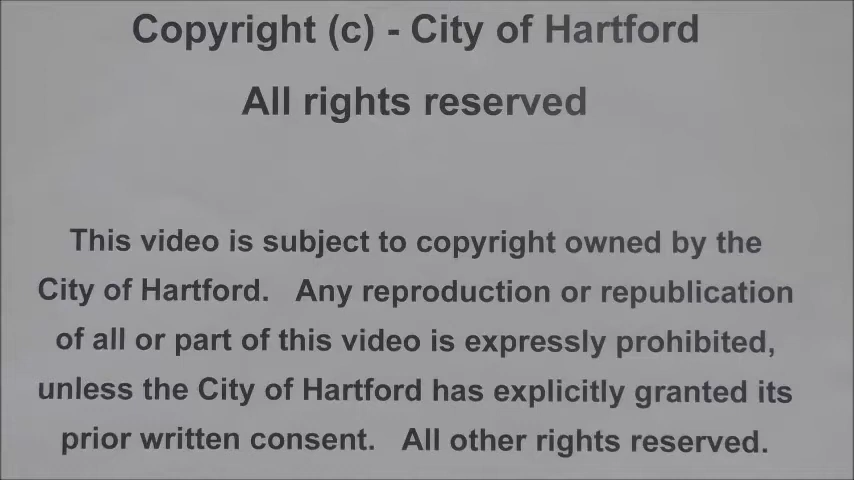 Copyright (c) - City of Hartford
All rights reserved
This video is subject to copyright owned by the
City of Hartford. Any reproduction or republication
of all or part of this video is expressly prohibited,
unless the City of Hartford has explicitly granted its
prior written consent. All other rights reserved.